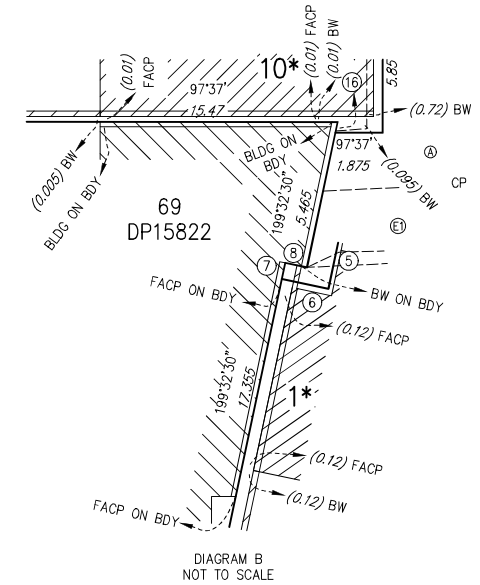 (0.01) FACP
10*
(0.01) FACP
(0.01) BW
16
5.85
97°37'
15.47
(0.72) BW
(0.005) BW
BLDG ON BDY
BLDG ON
BDY
97°37'
1.875
(0.095) BW
A
CP
69
DP15822
199°32'30"
5.465
E1
8
7
5
6
FACP ON BDY
BW ON BDY
(0.12) FACP
199°32'30"
17.355
1*
(0.12) FACP
(0.12) BW
FACP ON BDY
DIAGRAM B
NOT TO SCALE